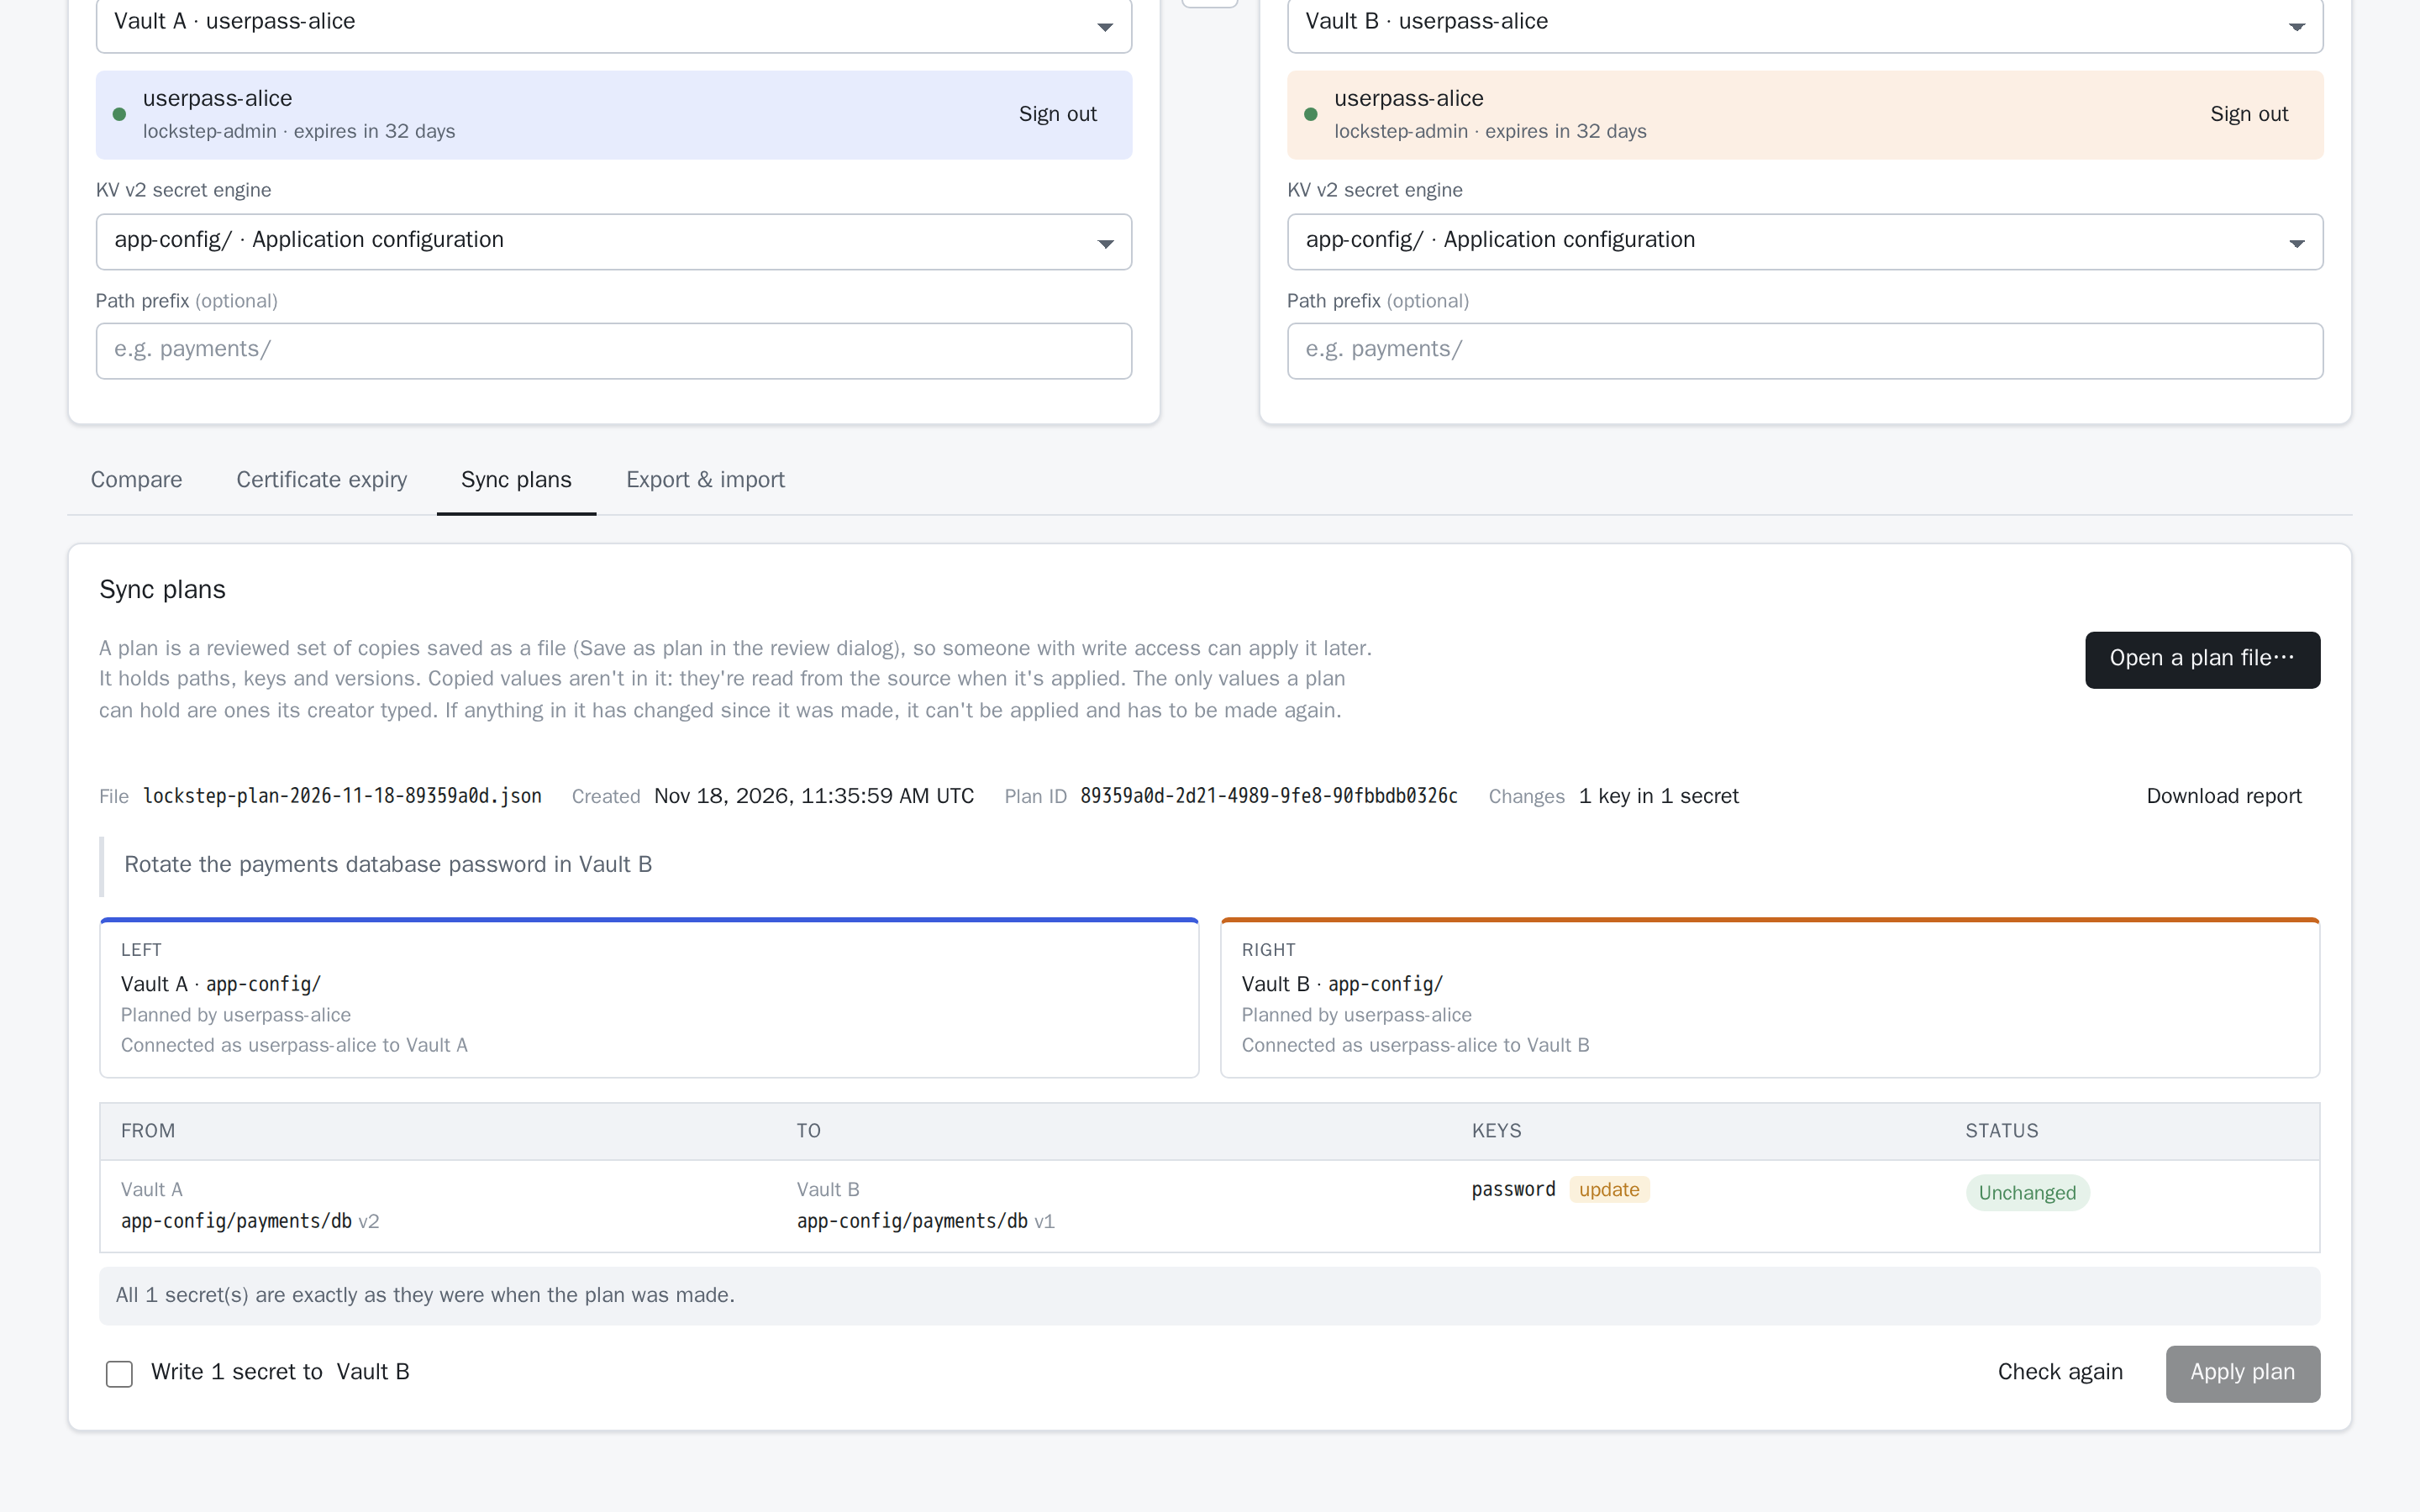 Vault A · userpass-alice
userpass-alice
lockstep-admin · expires in 32 days
Sign out
KV v2 secret engine
app-config/ · Application configuration
Path prefix (optional)
e.g. payments/
Vault B · userpass-alice
userpass-alice
lockstep-admin · expires in 32 days
Sign out
KV v2 secret engine
app-config/ · Application configuration
Path prefix (optional)
e.g. payments/
Compare Certificate expiry Sync plans Export & import
Sync plans
A plan is a reviewed set of copies saved as a file (Save as plan in the review dialog), so someone with write access can apply it later.
It holds paths, keys and versions. Copied values aren't in it: they're read from the source when it's applied. The only values a plan
can hold are ones its creator typed. If anything in it has changed since it was made, it can't be applied and has to be made again.
Open a plan file…
File lockstep-plan-2026-11-18-89359a0d.json Created Nov 18, 2026, 11:35:59 AM UTC Plan ID 89359a0d-2d21-4989-9fe8-90fbbdb0326c Changes 1 key in 1 secret Download report
Rotate the payments database password in Vault B
LEFT
Vault A · app-config/
Planned by userpass-alice
Connected as userpass-alice to Vault A
RIGHT
Vault B · app-config/
Planned by userpass-alice
Connected as userpass-alice to Vault B
FROM TO KEYS STATUS
Vault A
app-config/payments/db v2
Vault B
app-config/payments/db v1
password update
Unchanged
All 1 secret(s) are exactly as they were when the plan was made.
Write 1 secret to Vault B
Check again
Apply plan